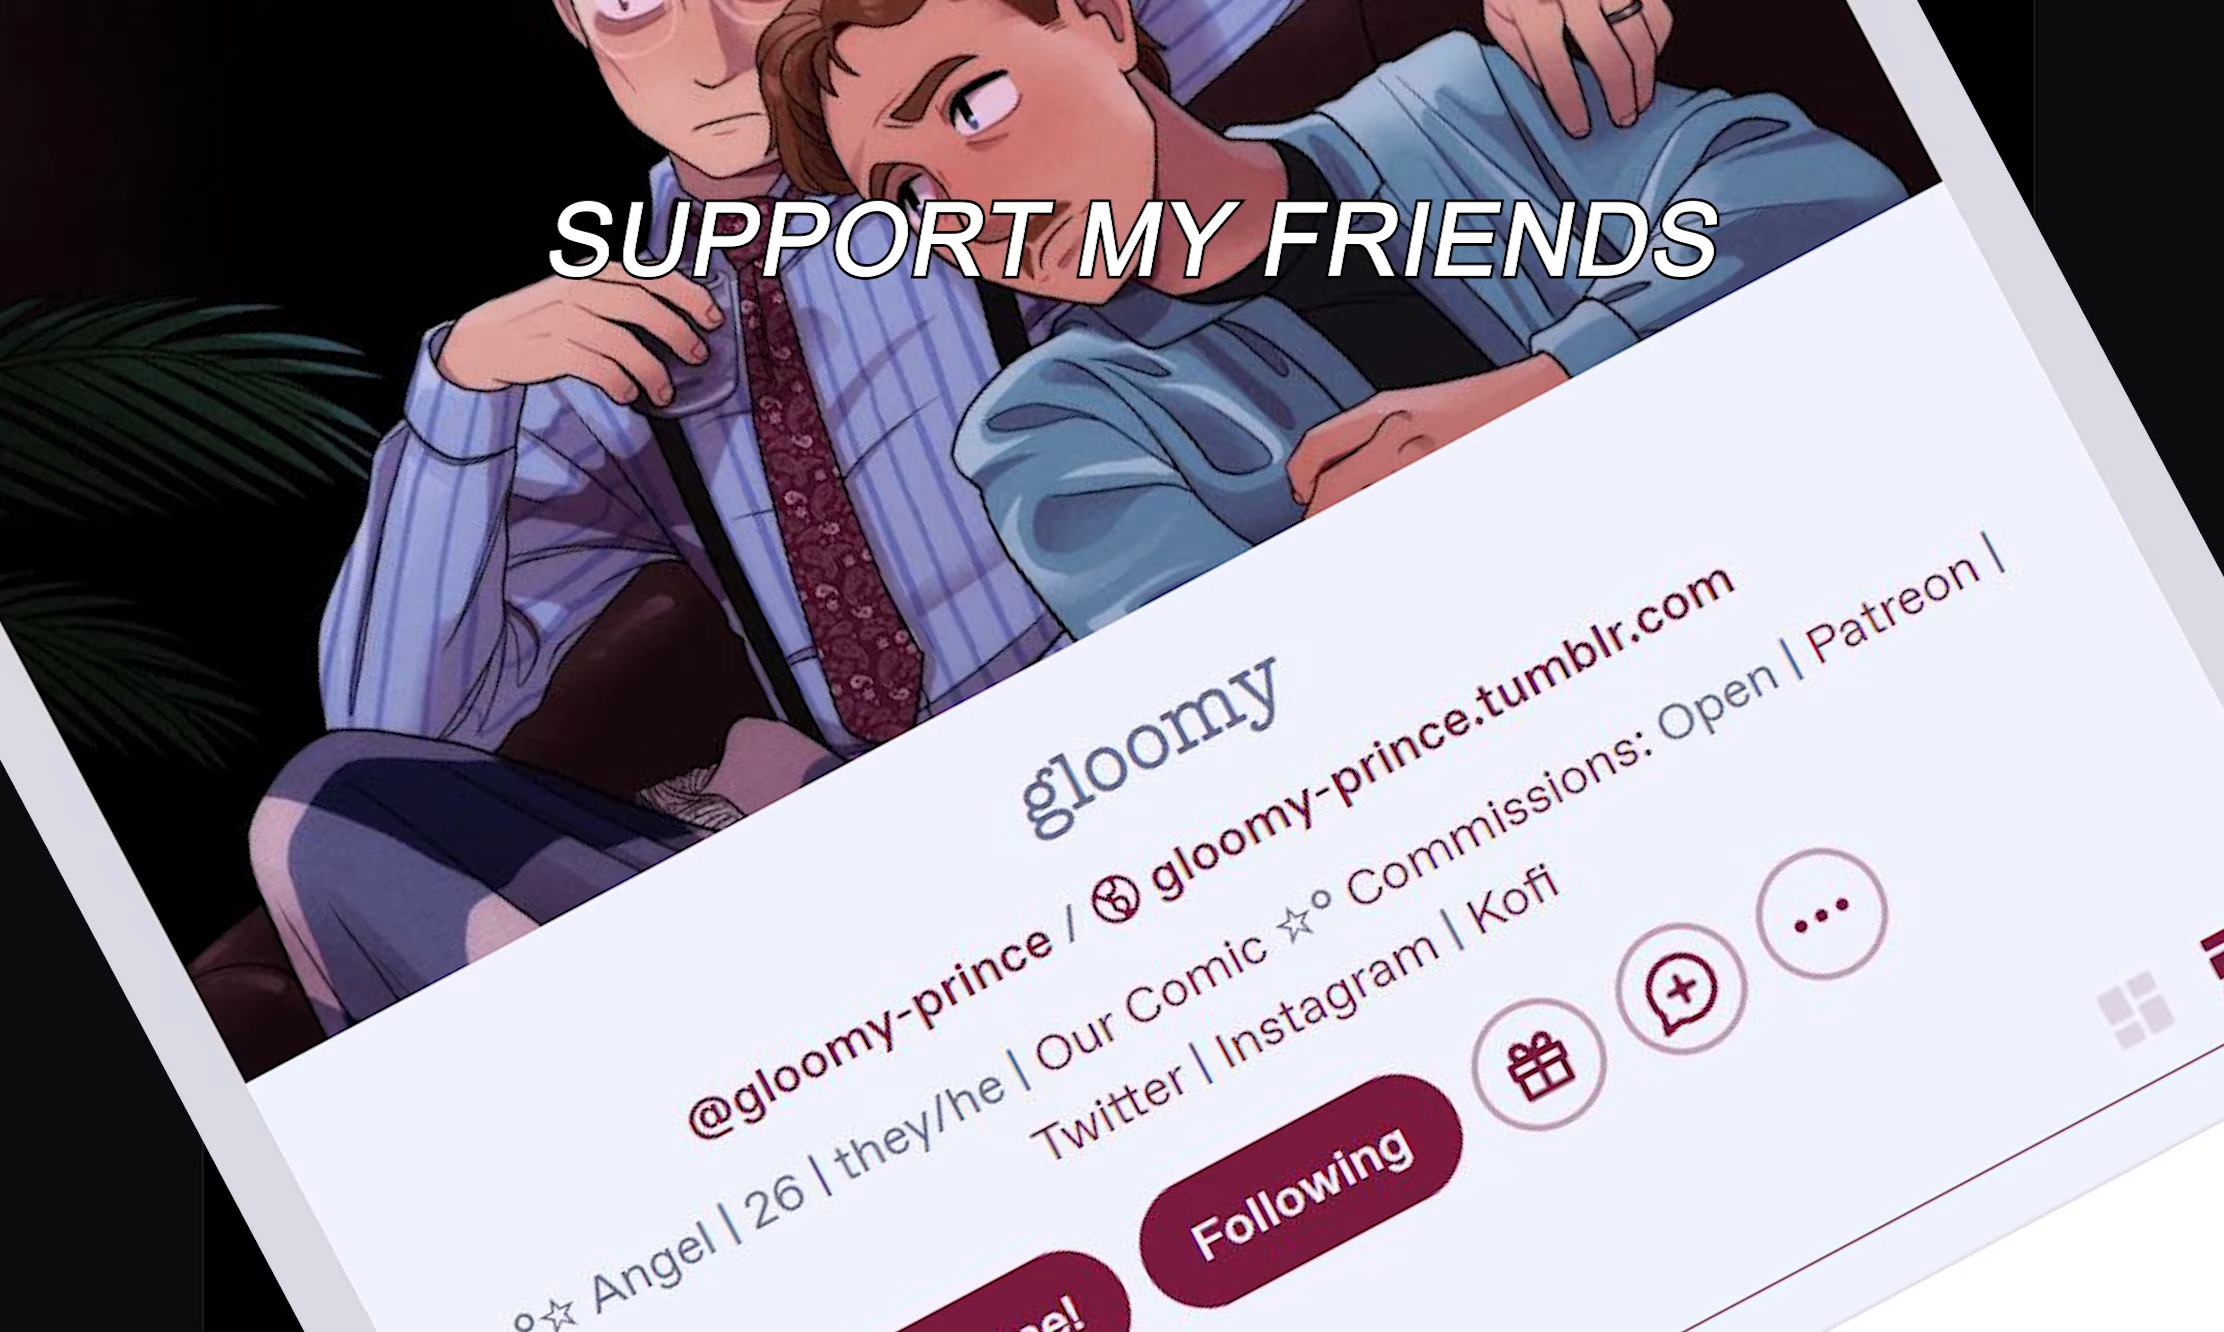 SUPPORT MY FRIENDS
gloomy
@gloomy-prince / gloomy-prince.tumblr.com
°☆ Angel | 26 | they/he | Our Comic ☆° Commissions: Open | Patreon |
Twitter | Instagram | Kofi
Following